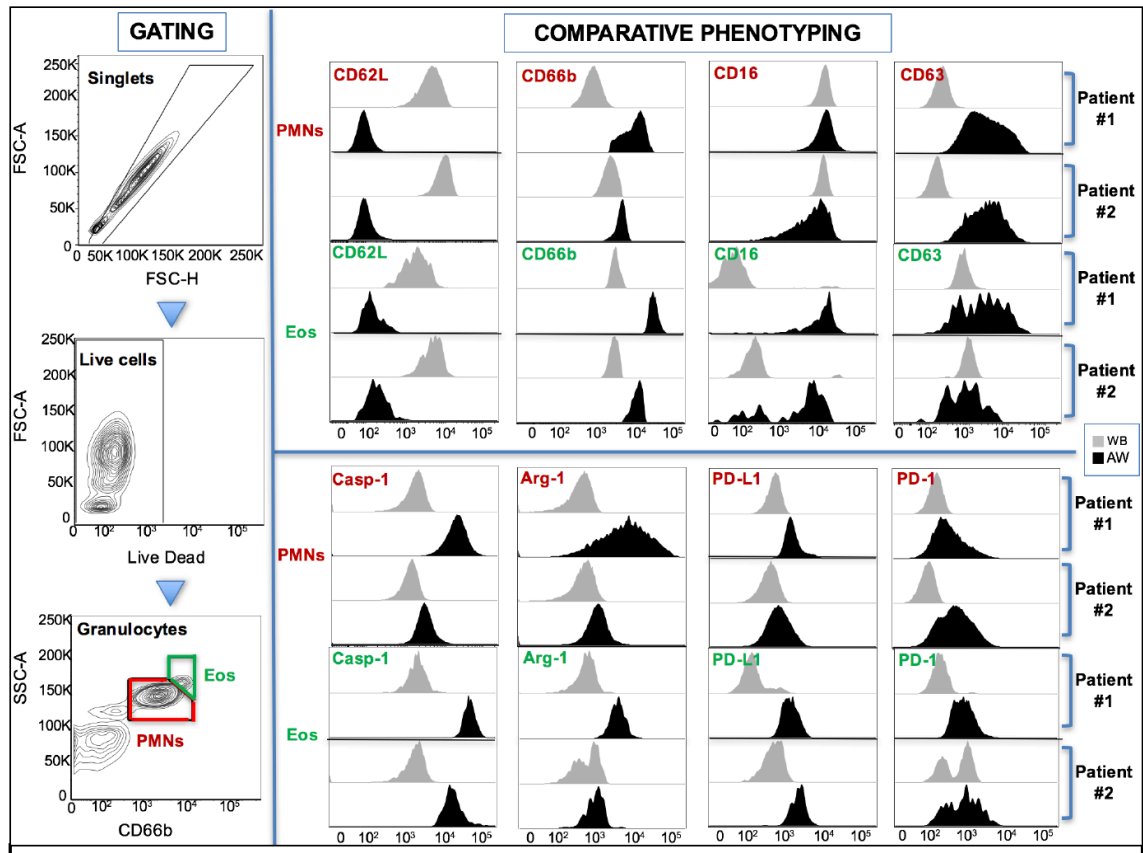 GATING
COMPARATIVE PHENOTYPING
250K
200K
150K
100K
50K
0
FSC-A
Singlets
0 50K 100K 150K 200K 250K
FSC-H
250K
200K
150K
100K
50K
0
FSC-A
Live cells
0 10² 10³ 10⁴ 10⁵
Live Dead
250K
200K
150K
100K
50K
0
SSC-A
Granulocytes
Eos
PMNs
0 10² 10³ 10⁴ 10⁵
CD66b
CD62L CD66b CD16 CD63
PMNs
Patient #1
Patient #2
CD62L CD66b CD16 CD63
Eos
Patient #1
Patient #2
0 10² 10³ 10⁴ 10⁵ 0 10² 10³ 10⁴ 10⁵ 0 10² 10³ 10⁴ 10⁵ 0 10² 10³ 10⁴ 10⁵
WB
AW
Casp-1 Arg-1 PD-L1 PD-1
PMNs
Patient #1
Patient #2
Casp-1 Arg-1 PD-L1 PD-1
Eos
Patient #1
Patient #2
0 10² 10³ 10⁴ 10⁵ 0 10² 10³ 10⁴ 10⁵ 0 10² 10³ 10⁴ 10⁵ 0 10² 10³ 10⁴ 10⁵